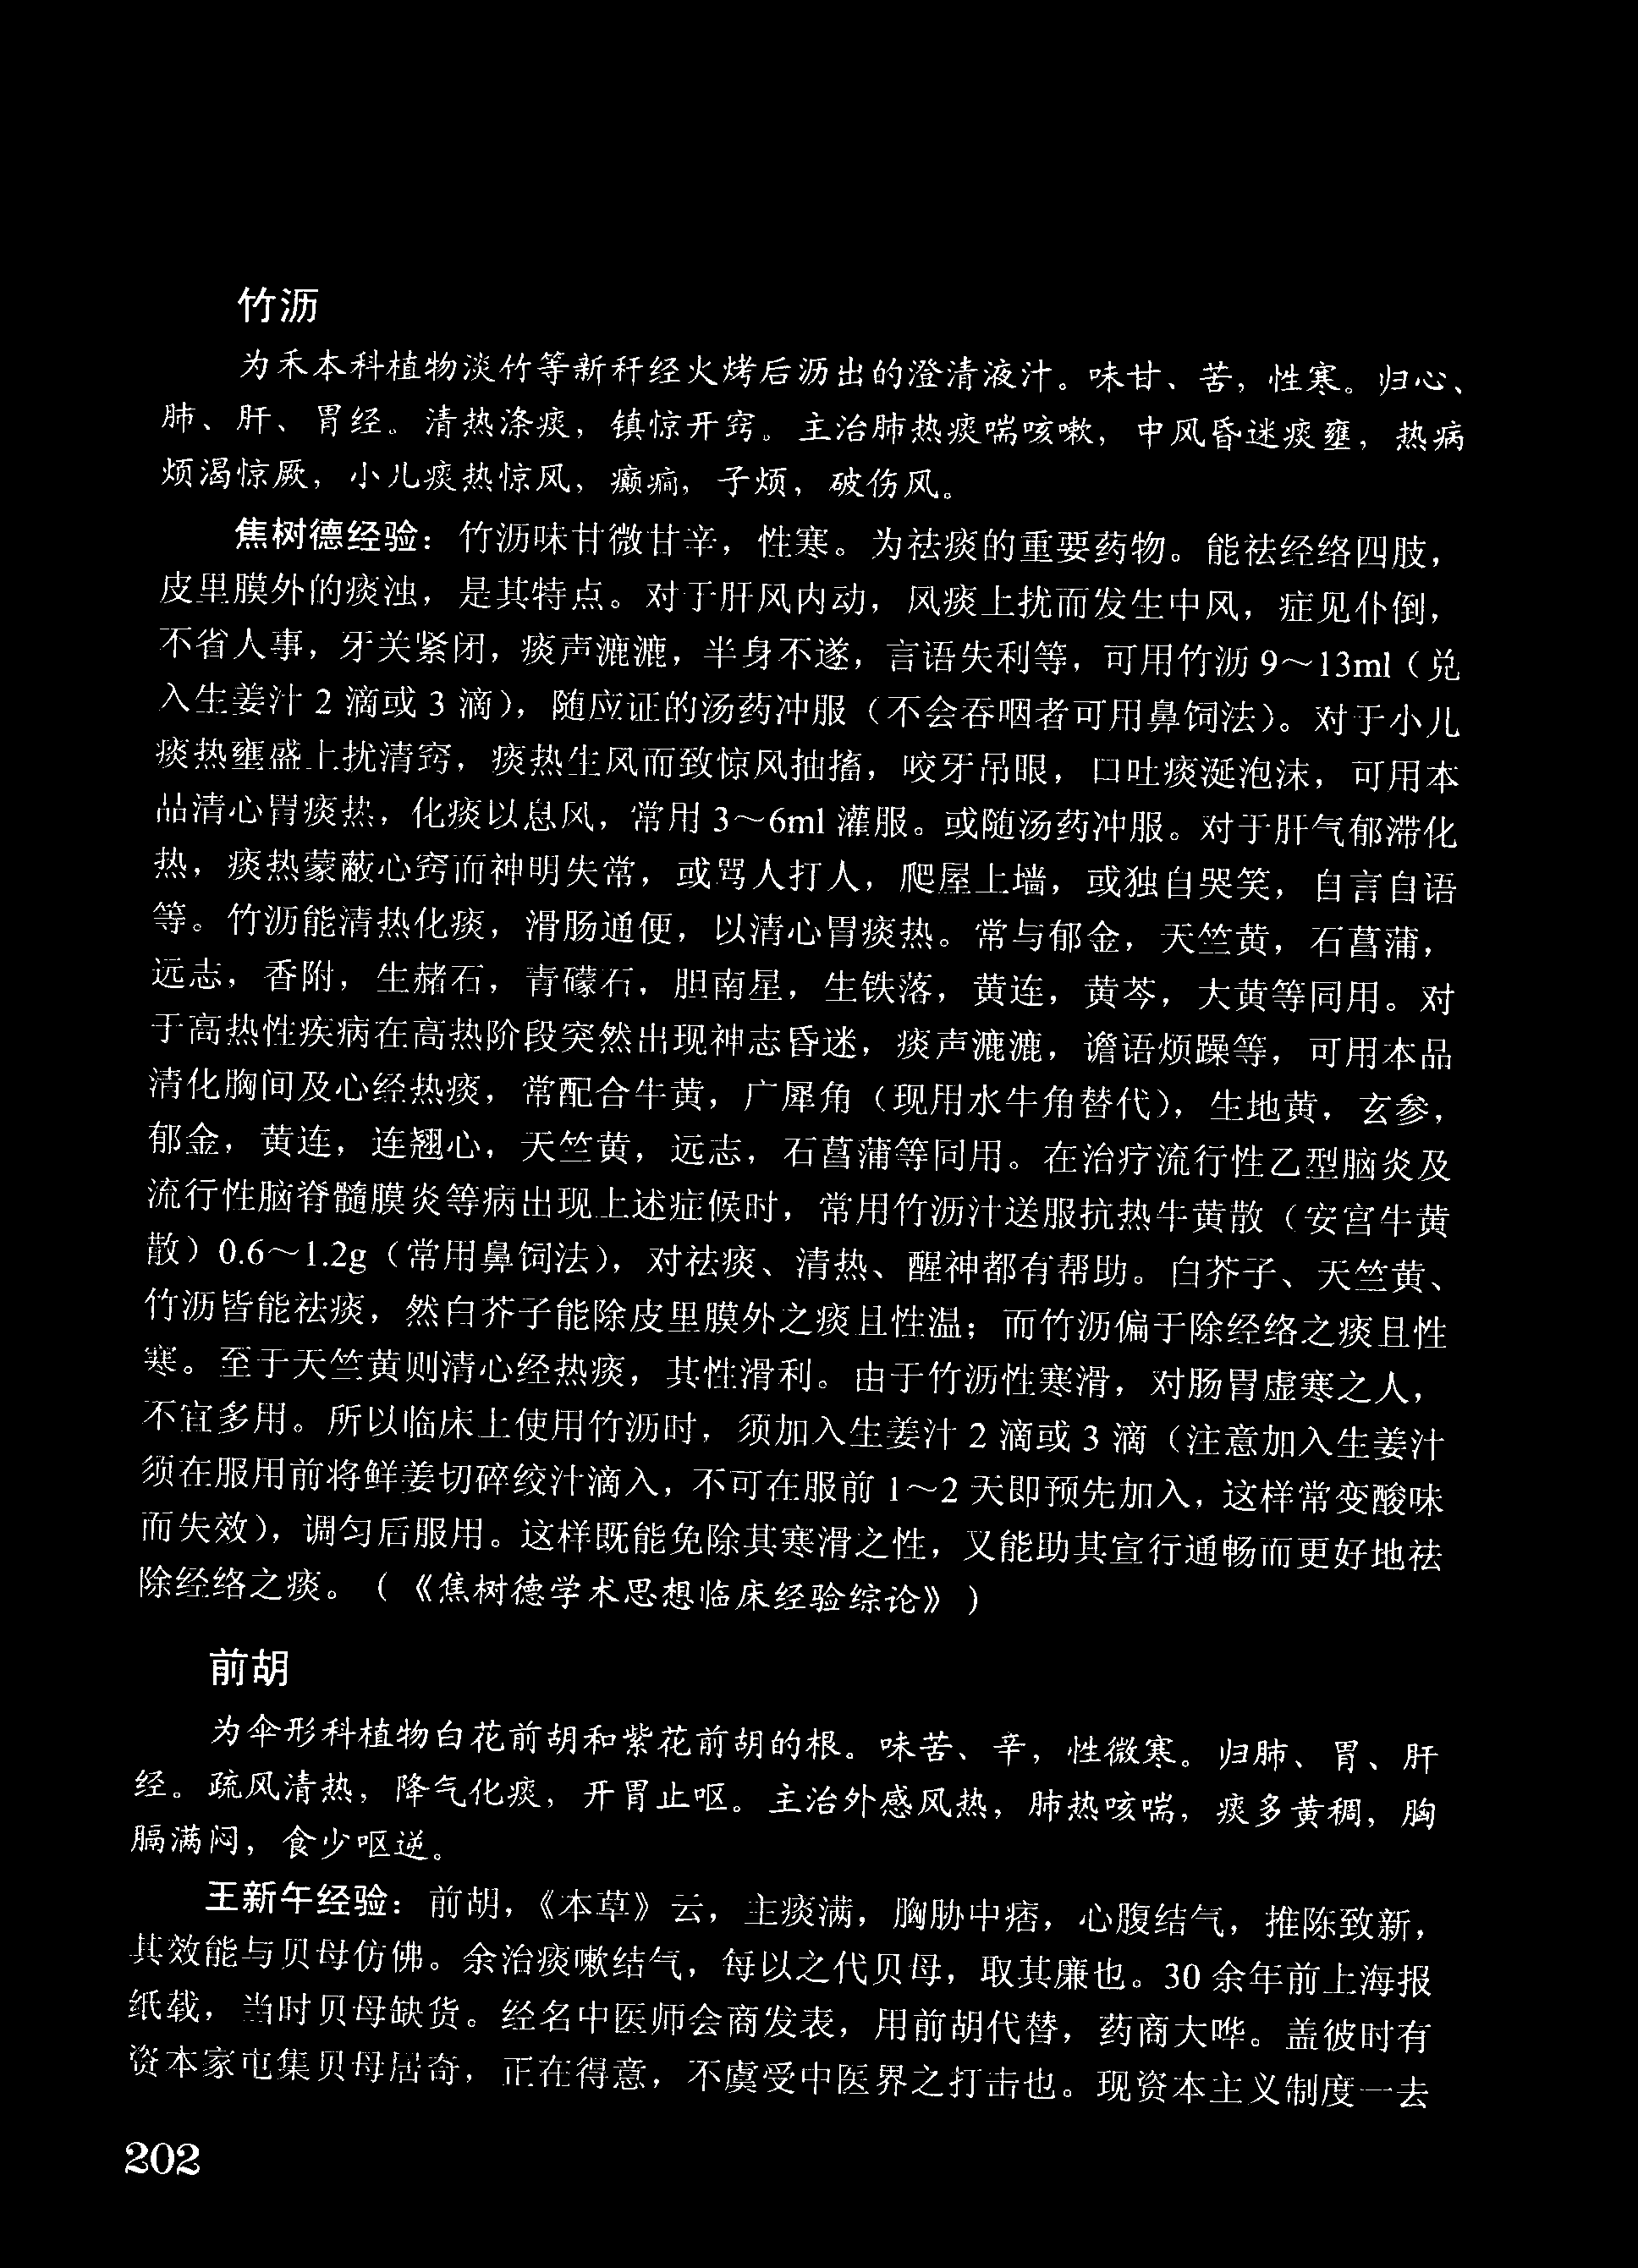 竹沥
为禾本科植物淡竹等新秆经火烤后沥出的澄清液汁。味甘、苦，性寒。归心、
肺、肝、胃经。清热涤痰，镇惊开窍。主治肺热痰喘咳嗽，中风昏迷痰壅，热病
烦渴惊厥，小儿痰热惊风，癫痫，子烦，破伤风。
焦树德经验：竹沥味甘微甘辛，性寒。为祛痰的重要药物。能祛经络四肢，
皮里膜外的痰浊，是其特点。对于肝风内动，风痰上扰而发生中风，症见仆倒，
不省人事，牙关紧闭，痰声漉漉，半身不遂，言语失利等，可用竹沥9～13ml（兑
入生姜汁2滴或3滴），随应证的汤药冲服（不会吞咽者可用鼻饲法）。对于小儿
痰热壅盛上扰清窍，痰热生风而致惊风抽搐，咬牙吊眼，口吐痰涎泡沫，可用本
品清心胃痰热，化痰以息风，常用3～6ml灌服。或随汤药冲服。对于肝气郁滞化
热，痰热蒙蔽心窍而神明失常，或骂人打人，爬屋上墙，或独自哭笑，自言自语
等。竹沥能清热化痰，滑肠通便，以清心胃痰热。常与郁金，天竺黄，石菖蒲，
远志，香附，生赭石，青礞石，胆南星，生铁落，黄连，黄芩，大黄等同用。对
于高热性疾病在高热阶段突然出现神志昏迷，痰声漉漉，谵语烦躁等，可用本品
清化胸间及心经热痰，常配合牛黄，广犀角（现用水牛角替代），生地黄，玄参，
郁金，黄连，连翘心，天竺黄，远志，石菖蒲等同用。在治疗流行性乙型脑炎及
流行性脑脊髓膜炎等病出现上述症候时，常用竹沥汁送服抗热牛黄散（安宫牛黄
散）0.6～1.2g（常用鼻饲法），对祛痰、清热、醒神都有帮助。白芥子、天竺黄、
竹沥皆能祛痰，然白芥子能除皮里膜外之痰且性温；而竹沥偏于除经络之痰且性
寒。至于天竺黄则清心经热痰，其性滑利。由于竹沥性寒滑，对肠胃虚寒之人，
不宜多用。所以临床上使用竹沥时，须加入生姜汁2滴或3滴（注意加入生姜汁
须在服用前将鲜姜切碎绞汁滴入，不可在服前1～2天即预先加入，这样常变酸味
而失效），调匀后服用。这样既能免除其寒滑之性，又能助其宣行通畅而更好地祛
除经络之痰。（《焦树德学术思想临床经验综论》）
前胡
为伞形科植物白花前胡和紫花前胡的根。味苦、辛，性微寒。归肺、胃、肝
经。疏风清热，降气化痰，开胃止呕。主治外感风热，肺热咳喘，痰多黄稠，胸
膈满闷，食少呕逆。
王新午经验：前胡，《本草》云，主痰满，胸胁中痞，心腹结气，推陈致新，
其效能与贝母仿佛。余治痰嗽结气，每以之代贝母，取其廉也。30余年前上海报
纸载，当时贝母缺货。经名中医师会商发表，用前胡代替，药商大哗。盖彼时有
资本家屯集贝母居奇，正在得意，不虞受中医界之打击也。现资本主义制度一去
202